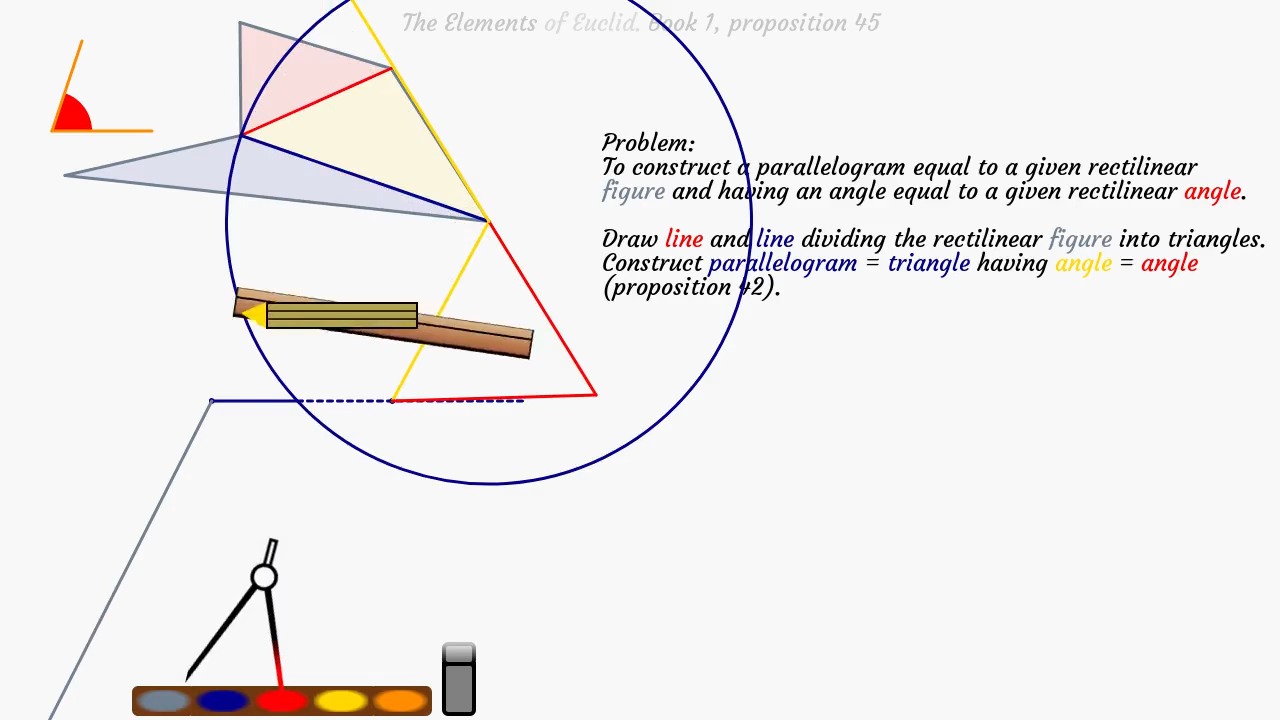 The Elements of Euclid. Book 1, proposition 45
Problem:
To construct a parallelogram equal to a given rectilinear
figure and having an angle equal to a given rectilinear angle.
Draw line and line dividing the rectilinear figure into triangles.
Construct parallelogram = triangle having angle = angle
(proposition 42).